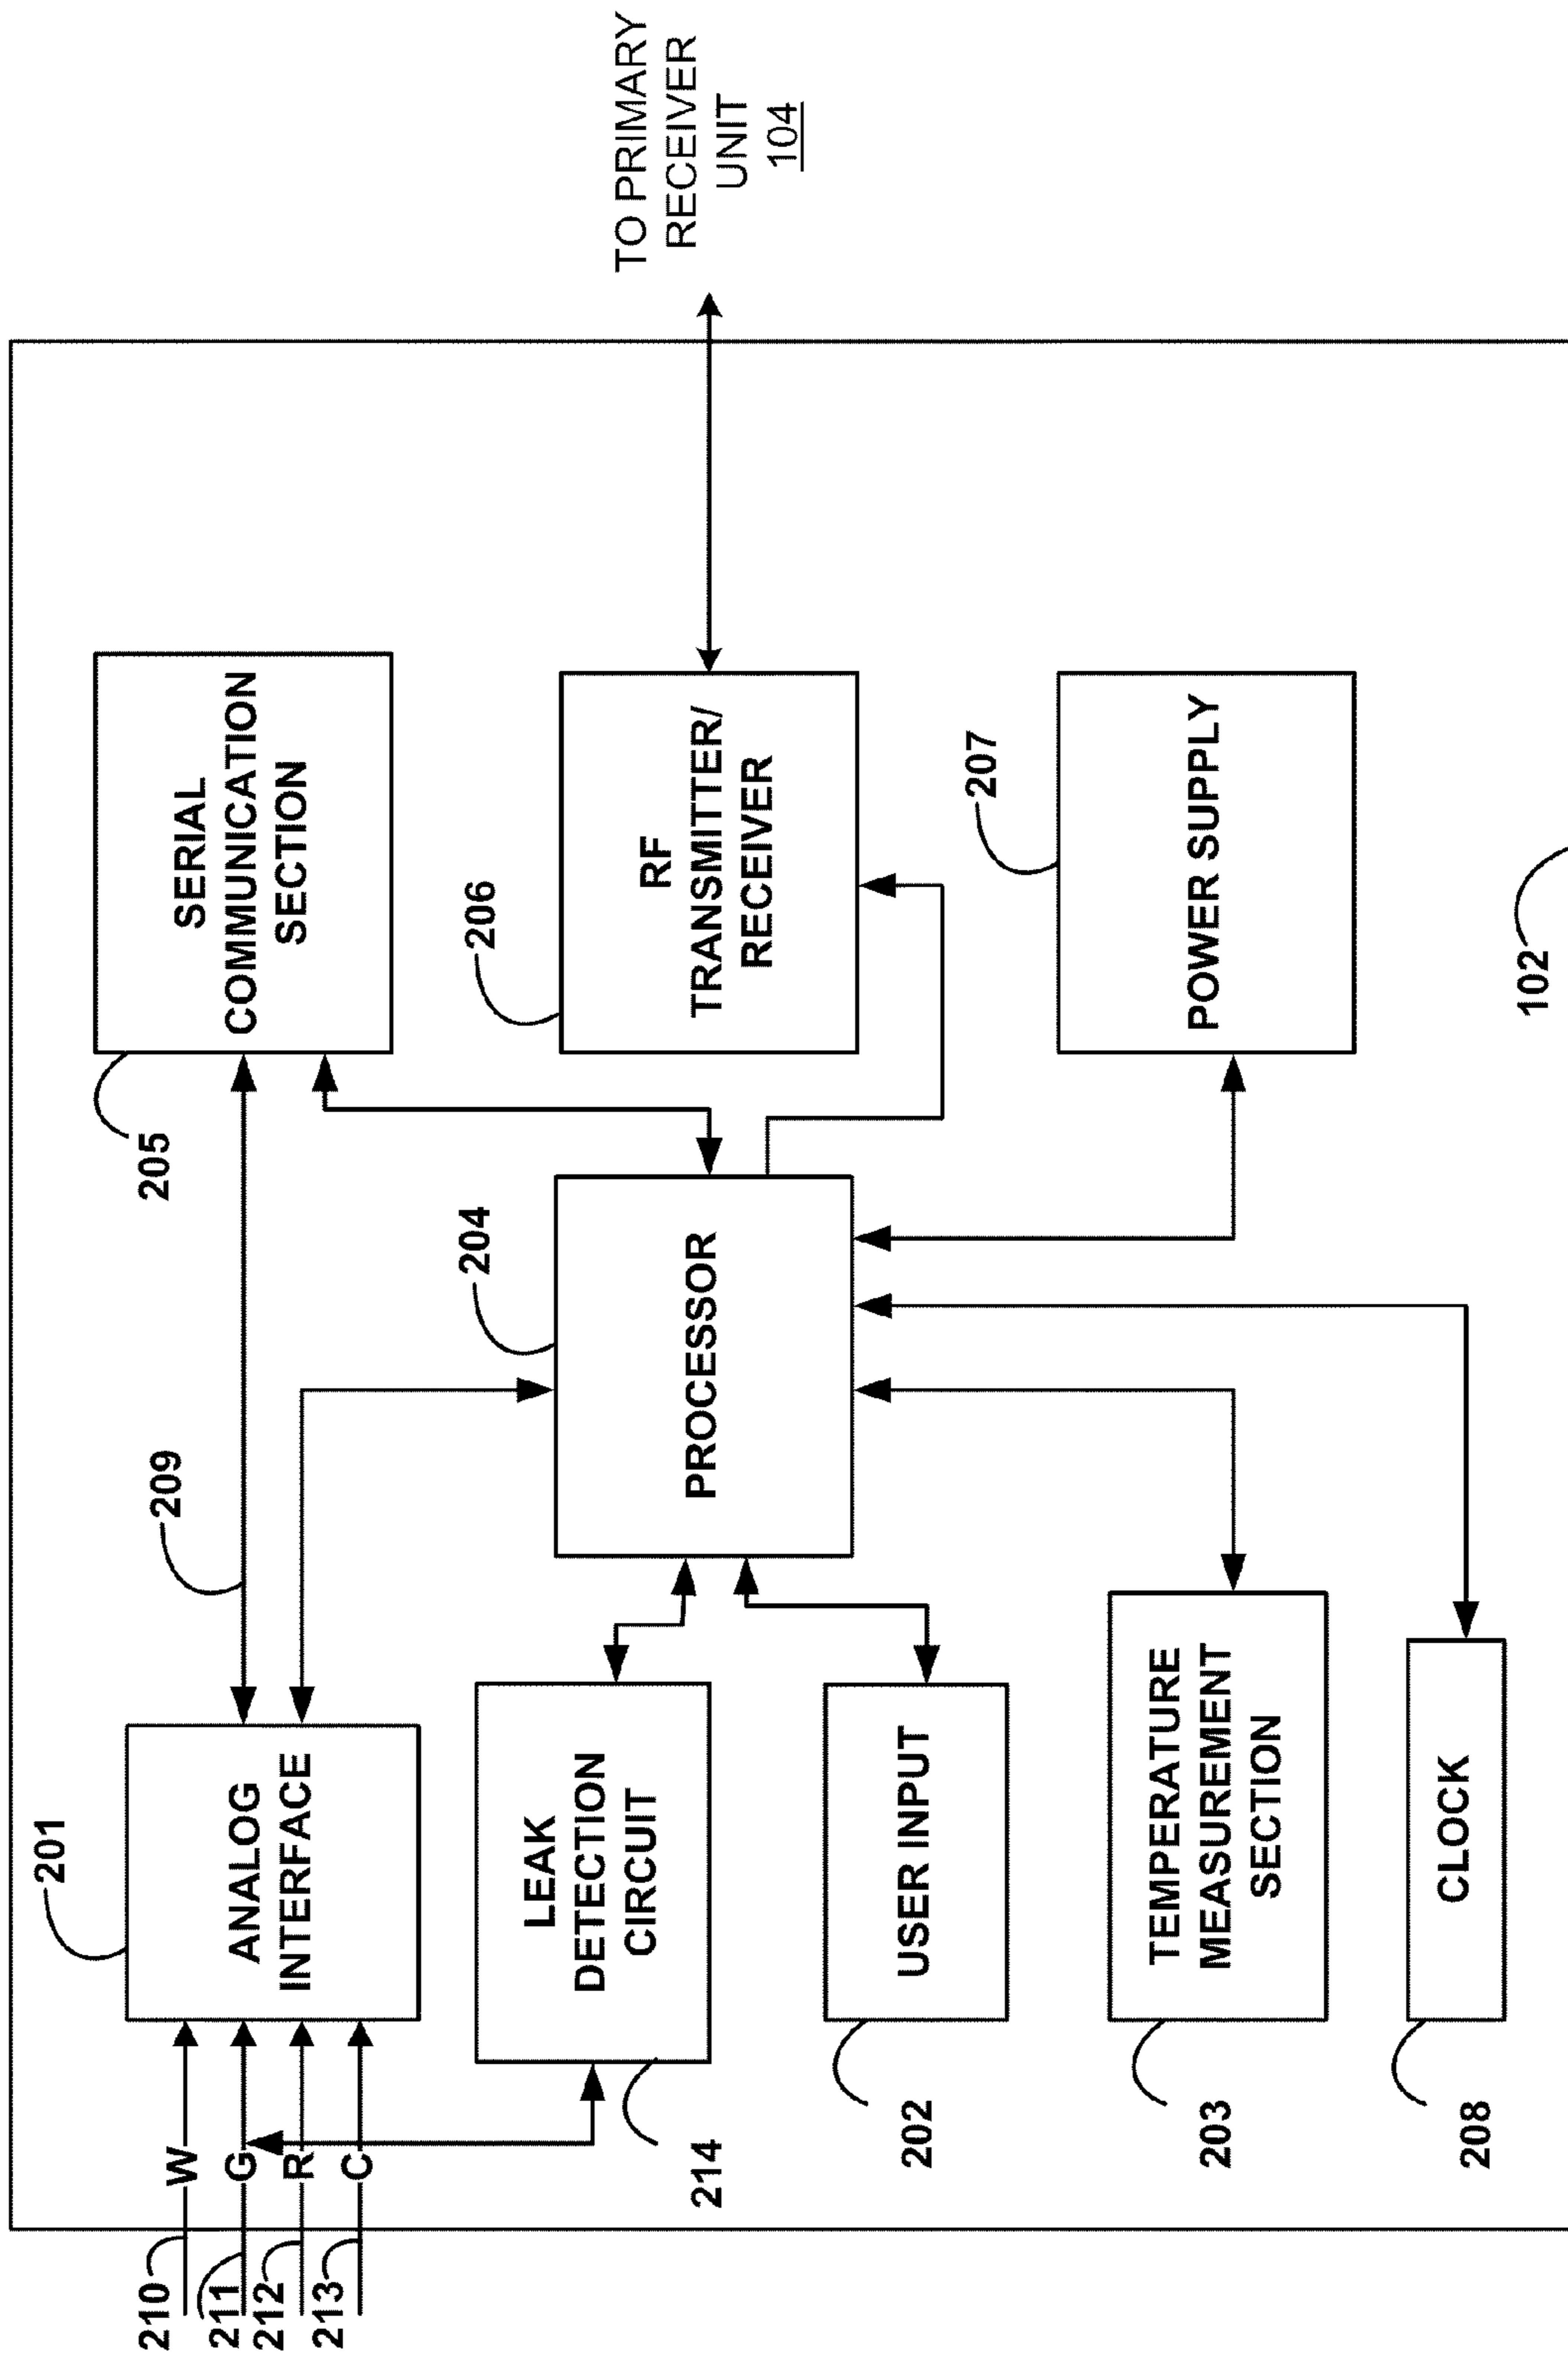 210
W
211
G
212
R
213
C
201
ANALOG
INTERFACE
209
205
SERIAL
COMMUNICATION
SECTION
214
LEAK
DETECTION
CIRCUIT
204
PROCESSOR
206
RF
TRANSMITTER/
RECEIVER
TO PRIMARY
RECEIVER
UNIT
104
202
USER INPUT
207
POWER SUPPLY
203
TEMPERATURE
MEASUREMENT
SECTION
208
CLOCK
102